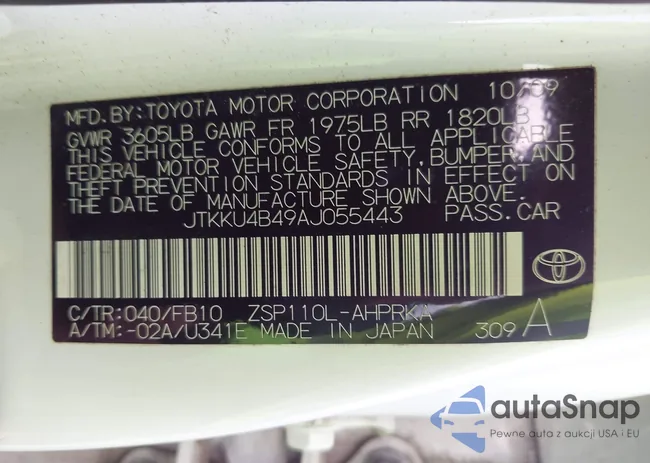 MFD.BY:TOYOTA MOTOR CORPORATION 10/09
GVWR 3605LB GAWR FR 1975LB RR 1820LB
THIS VEHICLE CONFORMS TO ALL APPLICABLE
FEDERAL MOTOR VEHICLE SAFETY,BUMPER,AND
THEFT PREVENTION STANDARDS IN EFFECT ON
THE DATE OF MANUFACTURE SHOWN ABOVE.
JTKKU4B49AJ055443 PASS.CAR
C/TR:040/FB10 ZSP110L-AHPRKA
A/TM:-02A/U341E MADE IN JAPAN 309 A
autaSnap
Pewne auta z aukcji USA i EU